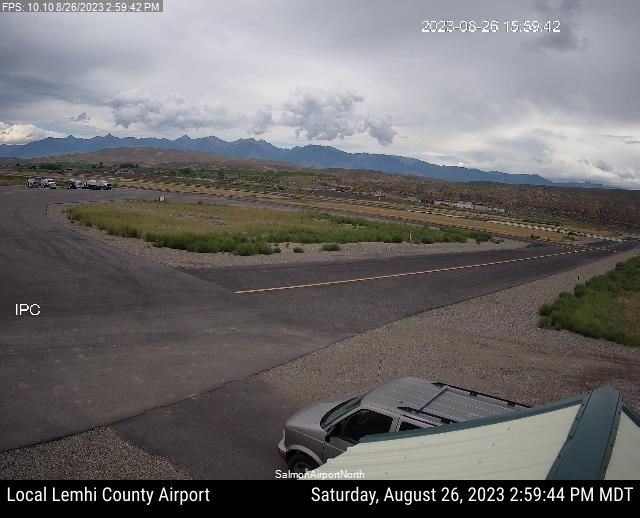 FPS: 10.10 8/26/2023 2:59:42 PM
2023-08-26 15:59:42
IPC
SalmonAirportNorth
Local Lemhi County Airport
Saturday, August 26, 2023 2:59:44 PM MDT